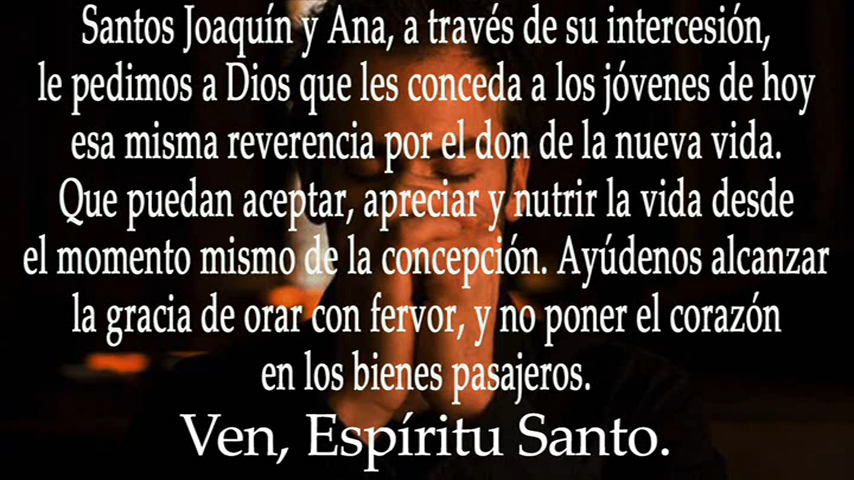 Santos Joaquín y Ana, a través de su intercesión,
le pedimos a Dios que les conceda a los jóvenes de hoy
esa misma reverencia por el don de la nueva vida.
Que puedan aceptar, apreciar y nutrir la vida desde
el momento mismo de la concepción. Ayúdenos alcanzar
la gracia de orar con fervor, y no poner el corazón
en los bienes pasajeros.
Ven, Espíritu Santo.